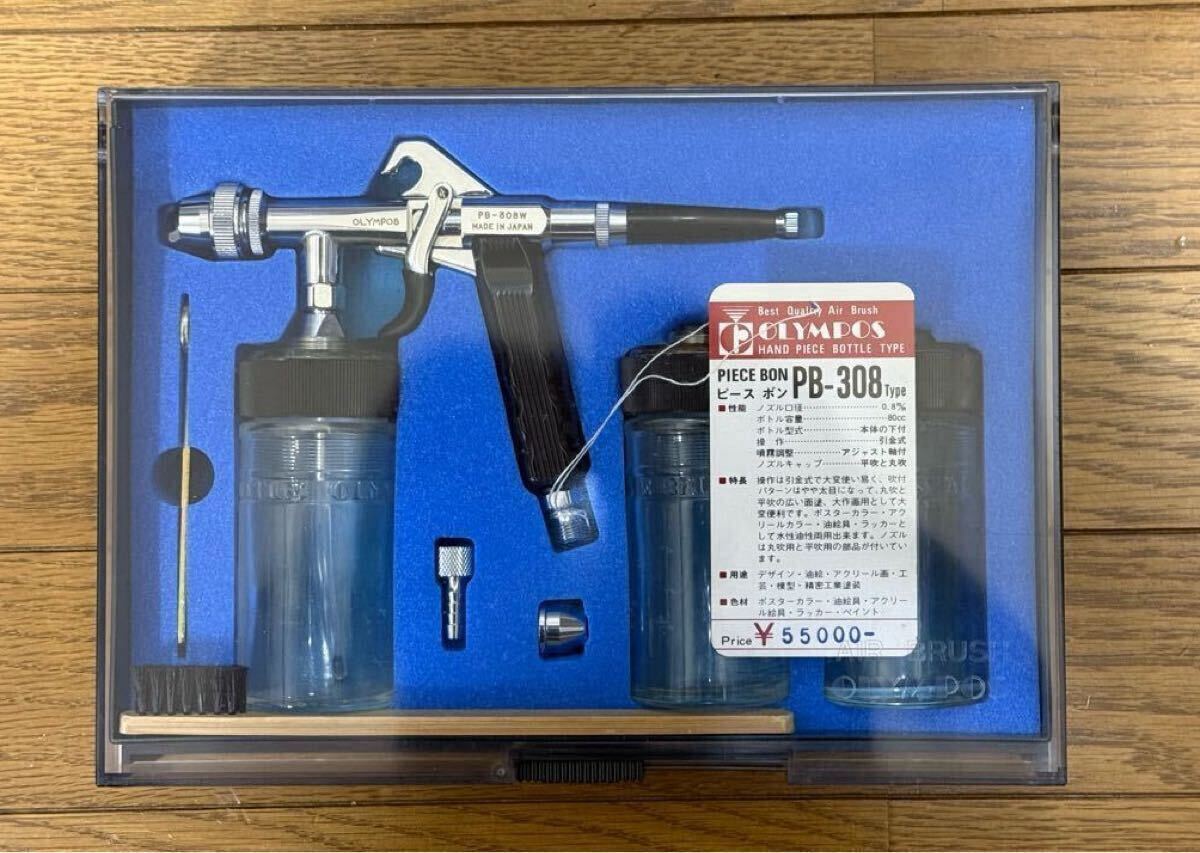 OLYMPOS
PB-308W
MADE IN JAPAN
Best Quality Air Brush
OLYMPOS
HAND PIECE BOTTLE TYPE
PIECE BON
ピース ボン
PB-308 Type
■性能 ノズル口径……………0.8㎜
ボトル容量……………80cc
ボトル型式……………本体の下付
操 作……………引金式
噴霧調整……………アジャスト軸付
ノズルキャップ……………平吹と丸吹
■特長 操作は引金式で大変使い易く、吹付
パターンはやや太目になって、丸吹と
平吹の広い面塗、大作画用として大
変便利です。ポスターカラー・アク
リールカラー・油絵具・ラッカーと
して水性油性両用出来ます。ノズル
は丸吹用と平吹用の部品が付いてい
ます。
■用途 デザイン・油絵・アクリール画・工
芸・模型・精密工業塗装
■色材 ポスターカラー・油絵具・アクリー
ル絵具・ラッカー・ペイント
Price ¥55000-
AIR BRUSH
OLYMPOS